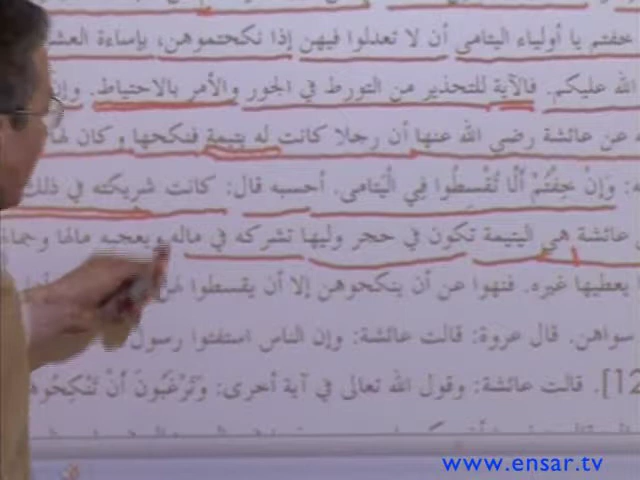 خفتم يا أولياء اليتامى أن لا تعدلوا فيهن إذا نكحتموهن، بإساءة العش
الله عليكم. فالآية للتحذير من التورط في الجور والأمر بالاحتياط. وإن
عن عائشة رضي الله عنها أن رجلا كانت له يتيمة فنكحها وكان لها
: وَإِنْ خِفْتُمْ أَلَّا تُقْسِطُوا فِي الْيَتَامَى. أحسبه قال: كانت شريكته في ذلك
عائشة هي اليتيمة تكون في حجر وليها تشركه في ماله ويعجبه مالها وجما
يعطيها غيره. فنهوا عن أن ينكحوهن إلا أن يقسطوا
سواهن. قال عروة: قالت عائشة: وإن الناس استفتوا رسول
12]. قالت عائشة: وقول الله تعالى في آية أخرى: وَتَرْغَبُونَ أَنْ تَنْكِحُوهُ
www.ensar.tv